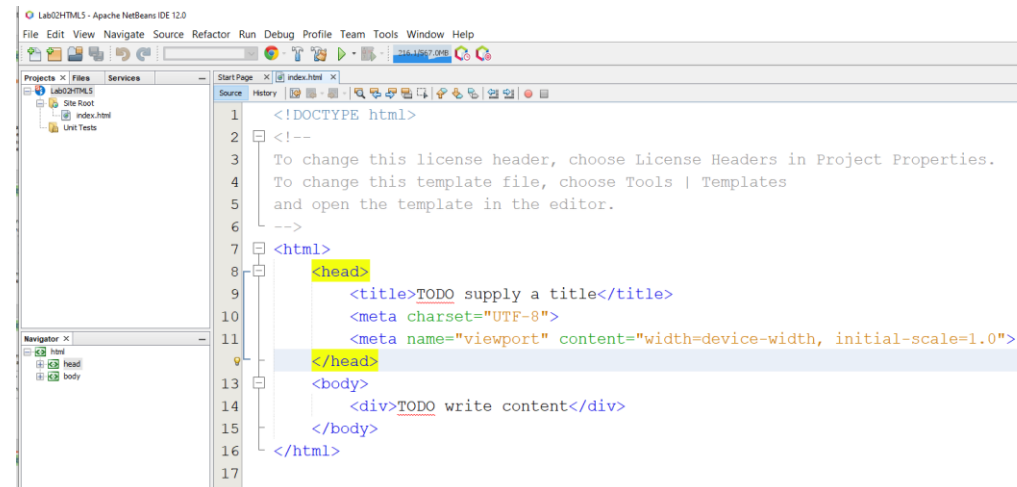 Lab02HTML5 - Apache NetBeans IDE 12.0
File Edit View Navigate Source Refactor Run Debug Profile Team Tools Window Help
Projects Files Services
Lab02HTML5
Site Root
index.html
Unit Tests
Navigator
html
head
body
Start Page index.html
Source History
1 <!DOCTYPE html>
2 <!--
3 To change this license header, choose License Headers in Project Properties.
4 To change this template file, choose Tools | Templates
5 and open the template in the editor.
6 -->
7 <html>
8 <head>
9 <title>TODO supply a title</title>
10 <meta charset="UTF-8">
11 <meta name="viewport" content="width=device-width, initial-scale=1.0">
</head>
13 <body>
14 <div>TODO write content</div>
15 </body>
16 </html>
17